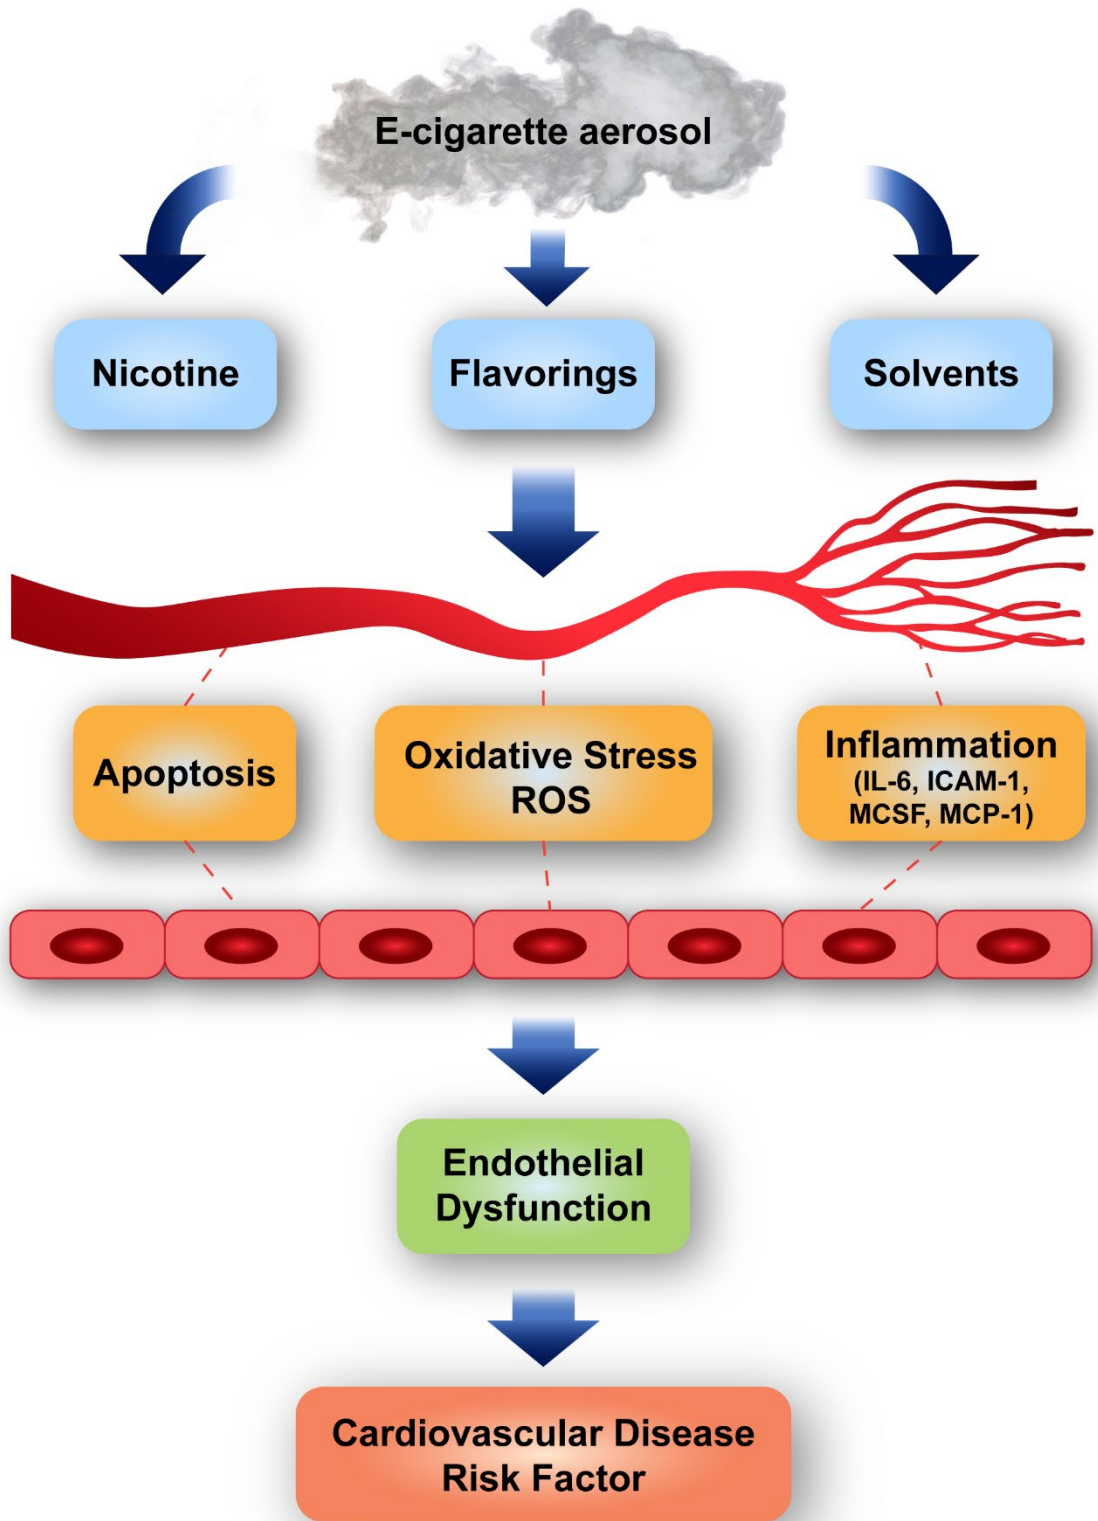 E-cigarette aerosol
Nicotine
Flavorings
Solvents
Apoptosis
Oxidative Stress
ROS
Inflammation
(IL-6, ICAM-1,
MCSF, MCP-1)
Endothelial
Dysfunction
Cardiovascular Disease
Risk Factor